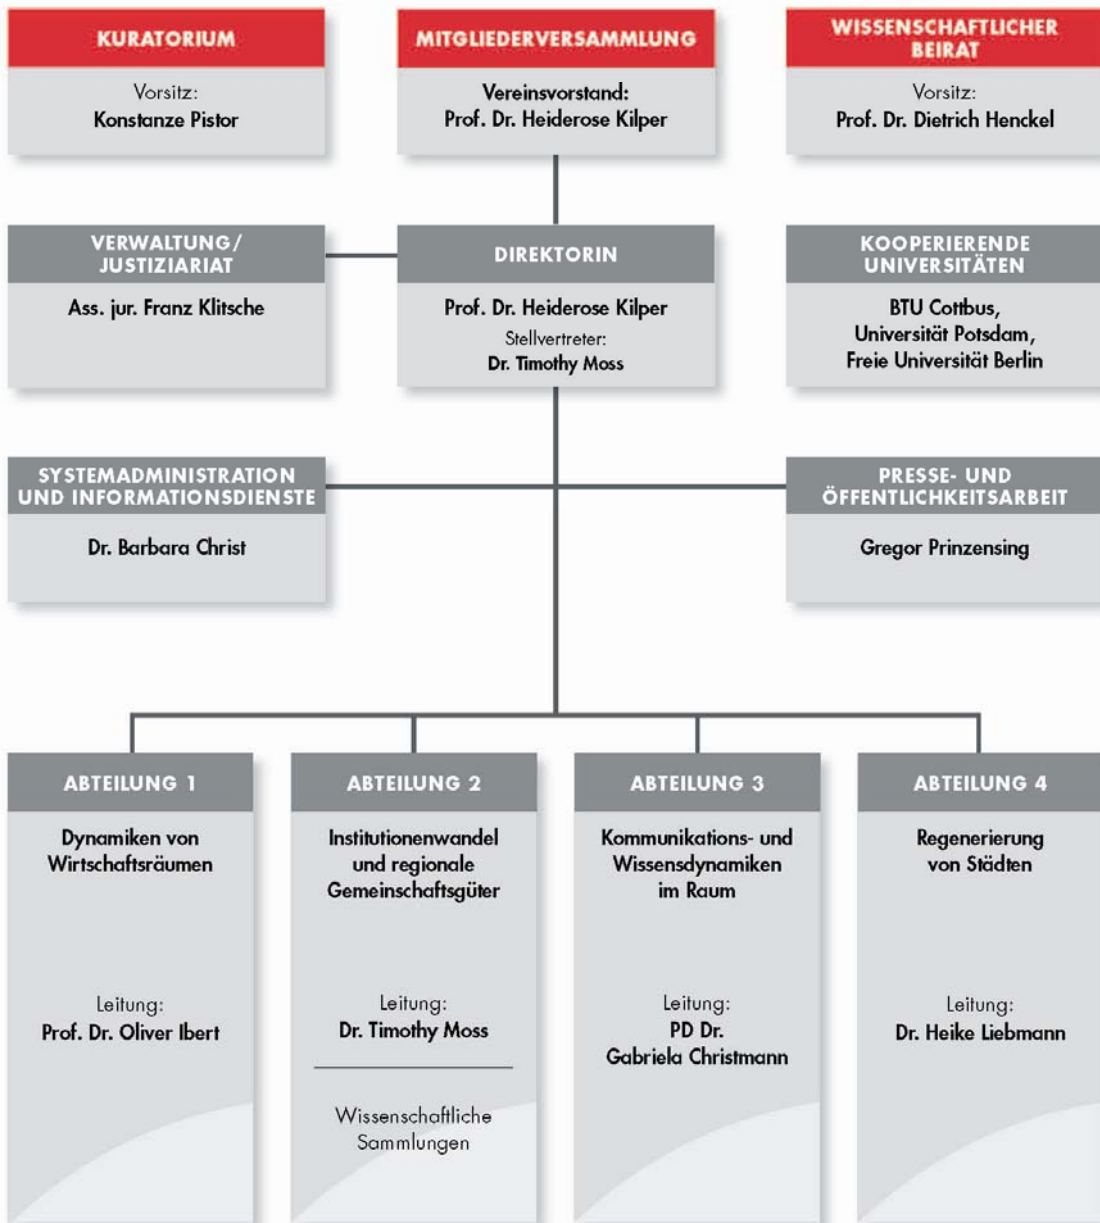 KURATORIUM
Vorsitz:
Konstanze Pistor
MITGLIEDERVERSAMMLUNG
Vereinsvorstand:
Prof. Dr. Heiderose Kilper
WISSENSCHAFTLICHER
BEIRAT
Vorsitz:
Prof. Dr. Dietrich Henckel
VERWALTUNG/
JUSTIZIARIAT
Ass. jur. Franz Klitsche
DIREKTORIN
Prof. Dr. Heiderose Kilper
Stellvertreter:
Dr. Timothy Moss
KOOPERIERENDE
UNIVERSITÄTEN
BTU Cottbus,
Universität Potsdam,
Freie Universität Berlin
SYSTEMADMINISTRATION
UND INFORMATIONSDIENSTE
Dr. Barbara Christ
PRESSE- UND
ÖFFENTLICHKEITSARBEIT
Gregor Prinzensing
ABTEILUNG 1
Dynamiken von
Wirtschaftsräumen
Leitung:
Prof. Dr. Oliver Ibert
ABTEILUNG 2
Institutionenwandel
und regionale
Gemeinschaftsgüter
Leitung:
Dr. Timothy Moss
Wissenschaftliche
Sammlungen
ABTEILUNG 3
Kommunikations- und
Wissensdynamiken
im Raum
Leitung:
PD Dr.
Gabriela Christmann
ABTEILUNG 4
Regenerierung
von Städten
Leitung:
Dr. Heike Liebmann